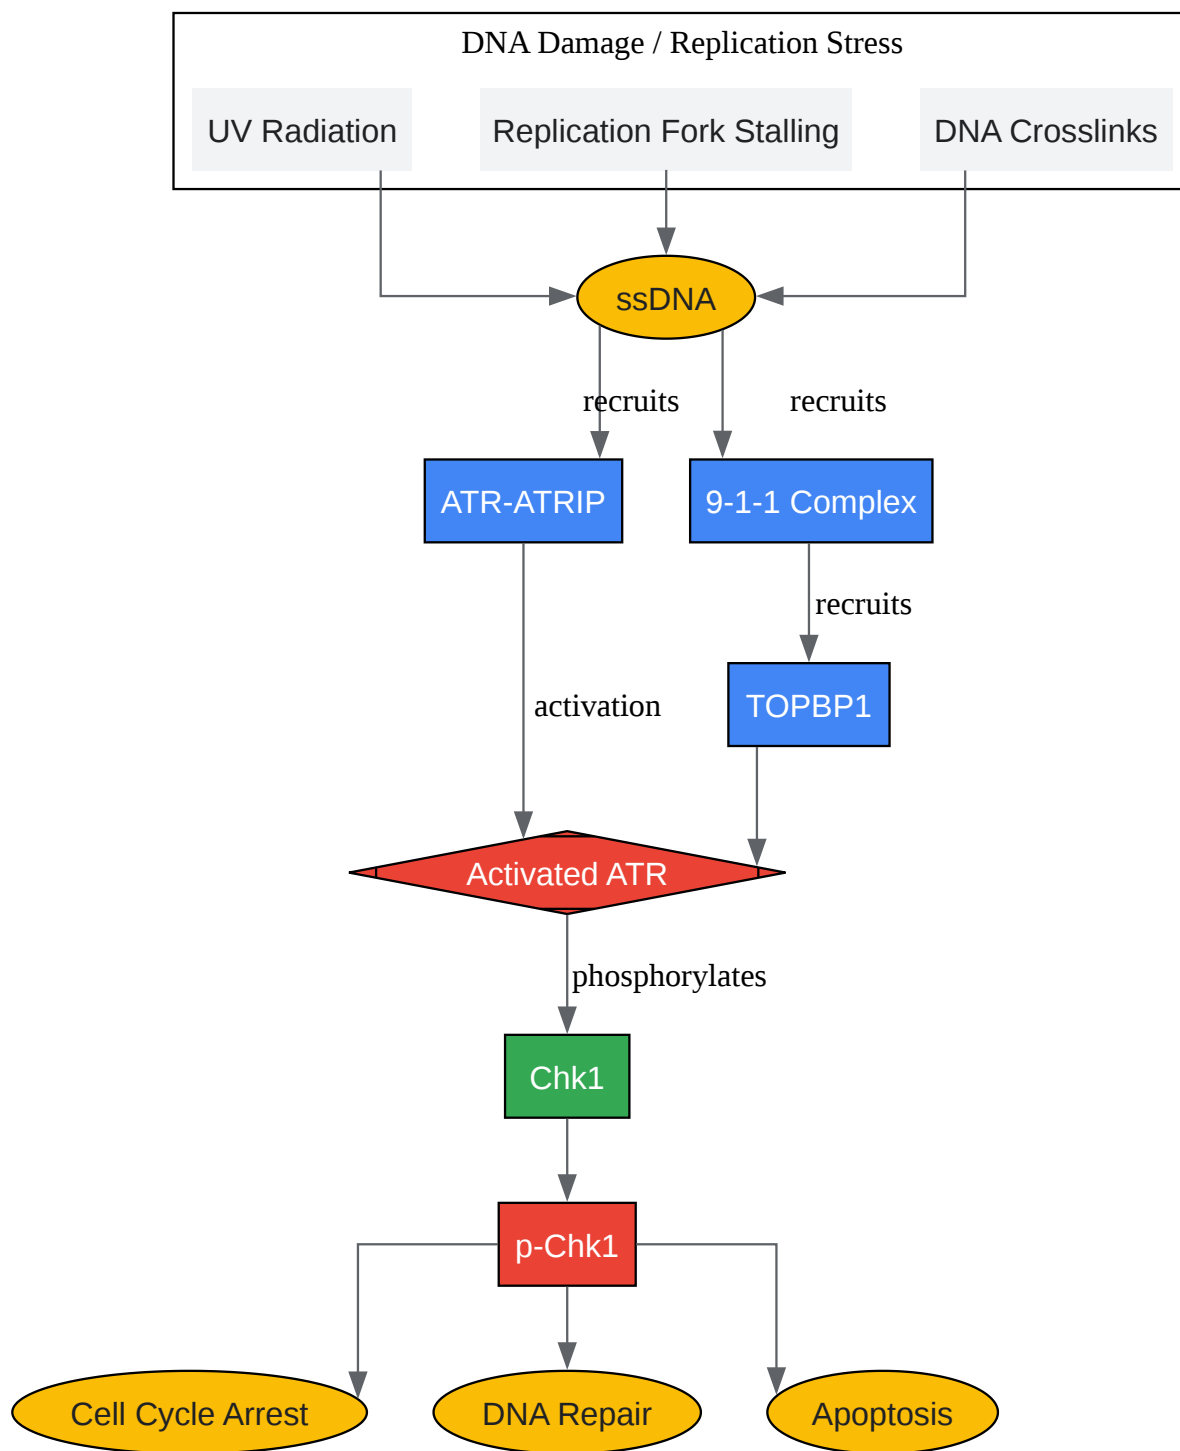 DNA Damage / Replication Stress
UV Radiation
Replication Fork Stalling
DNA Crosslinks
ssDNA
recruits
recruits
ATR-ATRIP
9-1-1 Complex
recruits
activation
TOPBP1
Activated ATR
phosphorylates
Chk1
p-Chk1
Cell Cycle Arrest
DNA Repair
Apoptosis